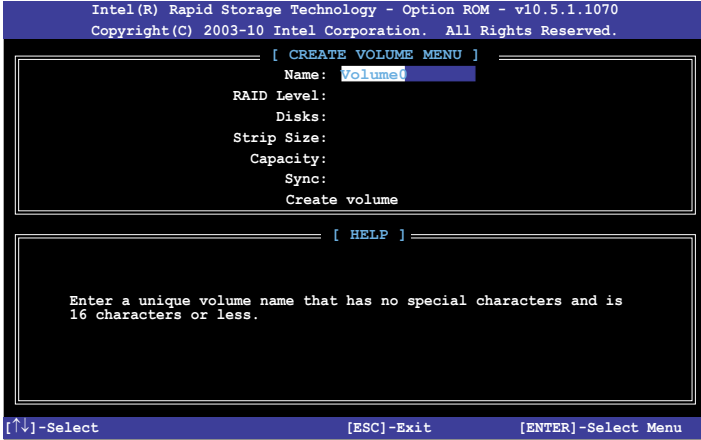 Intel(R) Rapid Storage Technology - Option ROM - v10.5.1.1070
Copyright(C) 2003-10 Intel Corporation. All Rights Reserved.
[ CREATE VOLUME MENU ]
Name: Volume0
RAID Level:
Disks:
Strip Size:
Capacity:
Sync:
Create volume
[ HELP ]
Enter a unique volume name that has no special characters and is
16 characters or less.
[↑↓]-Select [ESC]-Exit [ENTER]-Select Menu